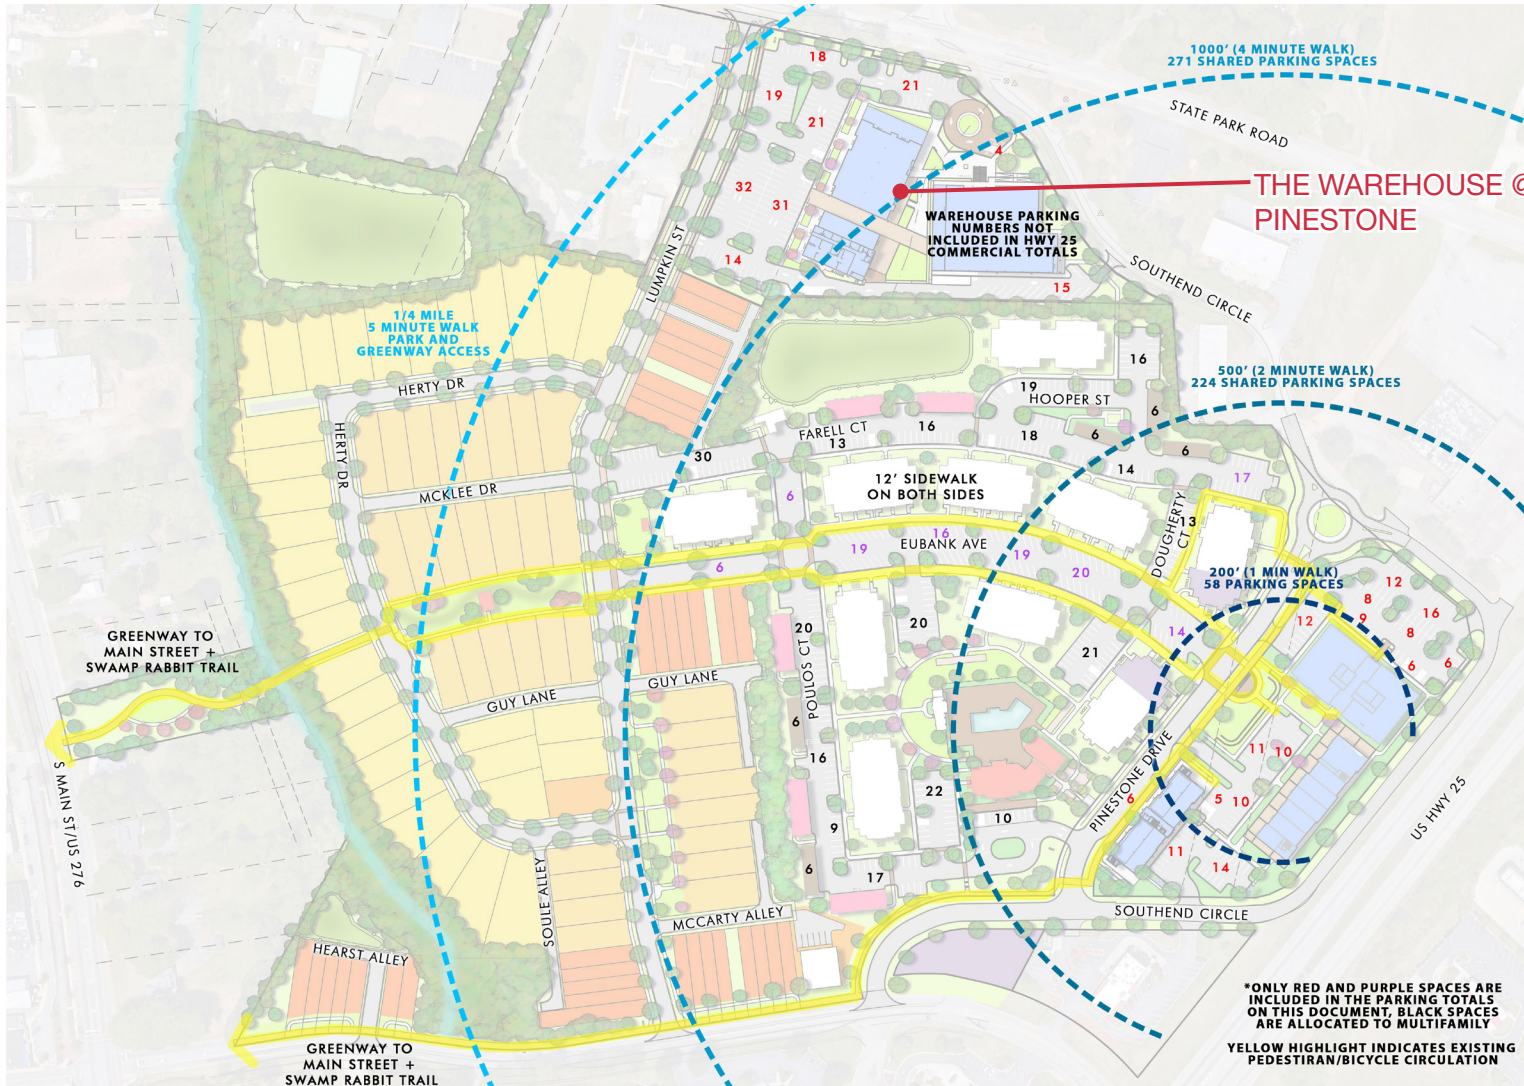 1000' (4 MINUTE WALK)
271 SHARED PARKING SPACES
STATE PARK ROAD
18
21
19
21
4
32
31
THE WAREHOUSE @
PINESTONE
WAREHOUSE PARKING
NUMBERS NOT
INCLUDED IN HWY 25
COMMERCIAL TOTALS
14
15
LUMPKIN ST
SOUTHEND CIRCLE
1/4 MILE
5 MINUTE WALK
PARK AND
GREENWAY ACCESS
500' (2 MINUTE WALK)
224 SHARED PARKING SPACES
HERTY DR
16
19
HOOPER ST
6
FARELL CT
13
16
18
6
6
30
14
17
HERTY DR
MCKLEE DR
12' SIDEWALK
ON BOTH SIDES
6
16
19
EUBANK AVE
19
20
6
DOUGHERTY
CT
13
200' (1 MIN WALK)
58 PARKING SPACES
12
8
9
16
8
6
6
12
14
GREENWAY TO
MAIN STREET +
SWAMP RABBIT TRAIL
20
20
21
POULOS CT
GUY LANE
GUY LANE
6
16
22
9
10
6
17
PINESTONE DRIVE
11
10
5
10
6
11
14
US HWY 25
S MAIN ST/US 276
SOULE ALLEY
MCCARTY ALLEY
SOUTHEND CIRCLE
HEARST ALLEY
GREENWAY TO
MAIN STREET +
SWAMP RABBIT TRAIL
*ONLY RED AND PURPLE SPACES ARE
INCLUDED IN THE PARKING TOTALS
ON THIS DOCUMENT, BLACK SPACES
ARE ALLOCATED TO MULTIFAMILY
YELLOW HIGHLIGHT INDICATES EXISTING
PEDESTIRAN/BICYCLE CIRCULATION